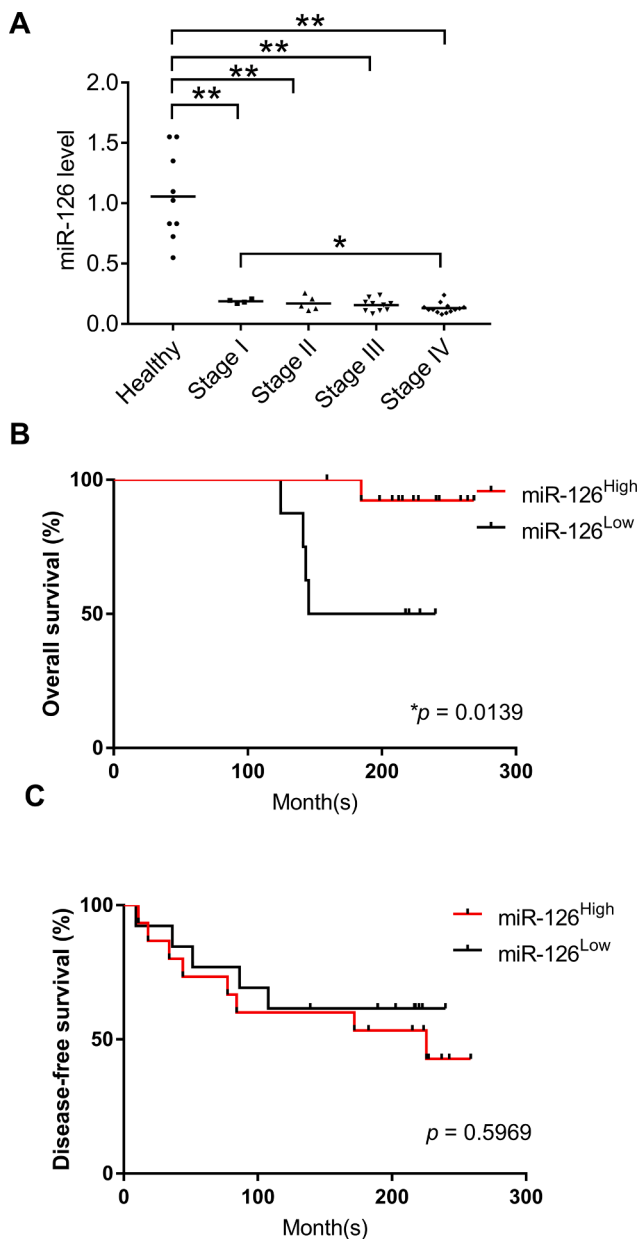 A
**
**
**
**
2.0
1.5
1.0
0.5
0.0
miR-126 level
*
Healthy
Stage I
Stage II
Stage III
Stage IV
B
100
50
0
Overall survival (%)
miR-126High
miR-126Low
*p = 0.0139
0 100 200 300
Month(s)
C
100
50
0
Disease-free survival (%)
miR-126High
miR-126Low
p = 0.5969
0 100 200 300
Month(s)